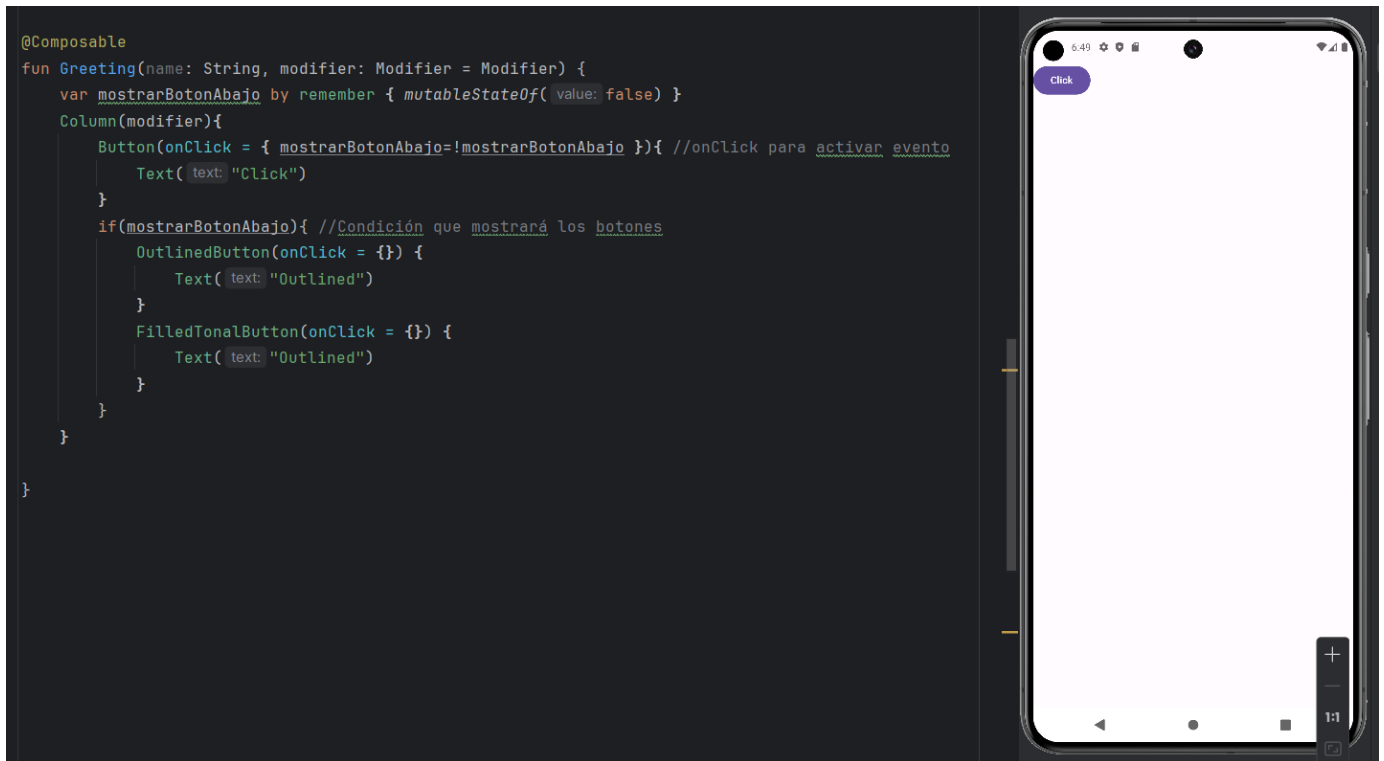 @Composable
fun Greeting(name: String, modifier: Modifier = Modifier) {
var mostrarBotonAbajo by remember { mutableStateOf( value: false) }
Column(modifier){
Button(onClick = { mostrarBotonAbajo=!mostrarBotonAbajo }){ //onClick para activar evento
Text( text: "Click")
}
if(mostrarBotonAbajo){ //Condición que mostrará los botones
OutlinedButton(onClick = {}) {
Text( text: "Outlined")
}
FilledTonalButton(onClick = {}) {
Text( text: "Outlined")
}
}
}
}
6:49
Click
1:1